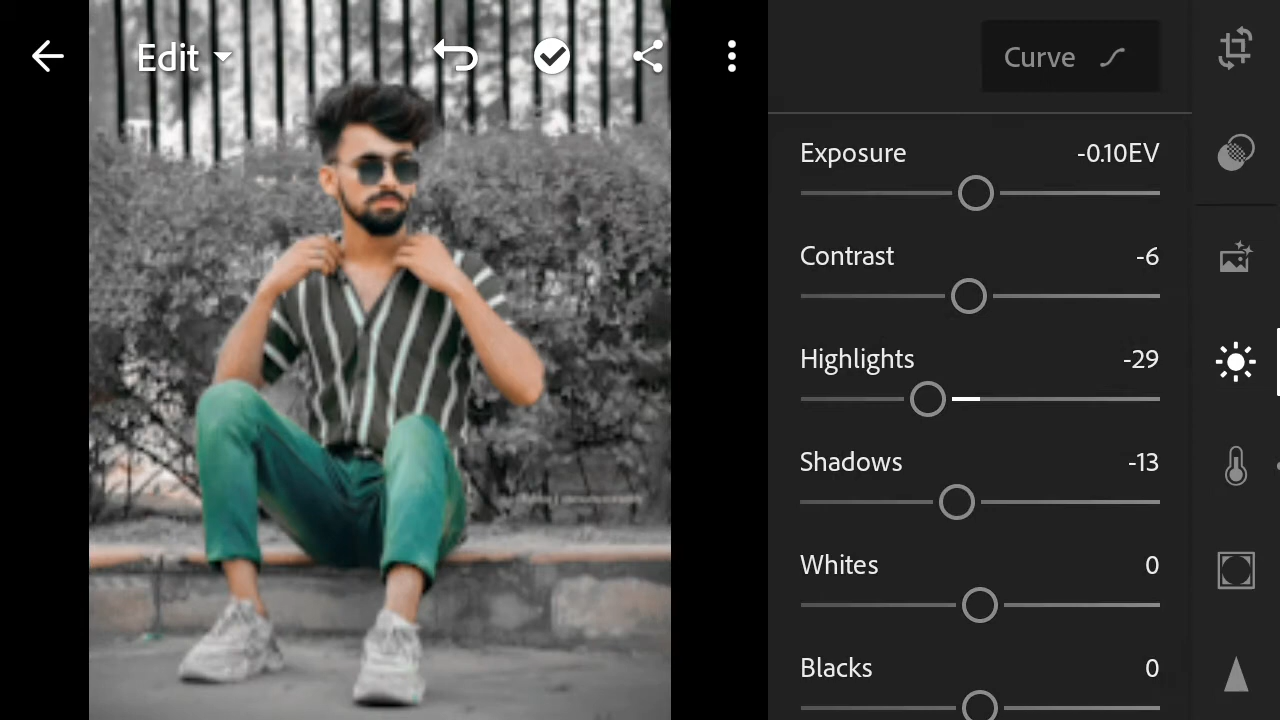 Edit
Curve
Exposure -0.10EV
Contrast -6
Highlights -29
Shadows -13
Whites 0
Blacks 0